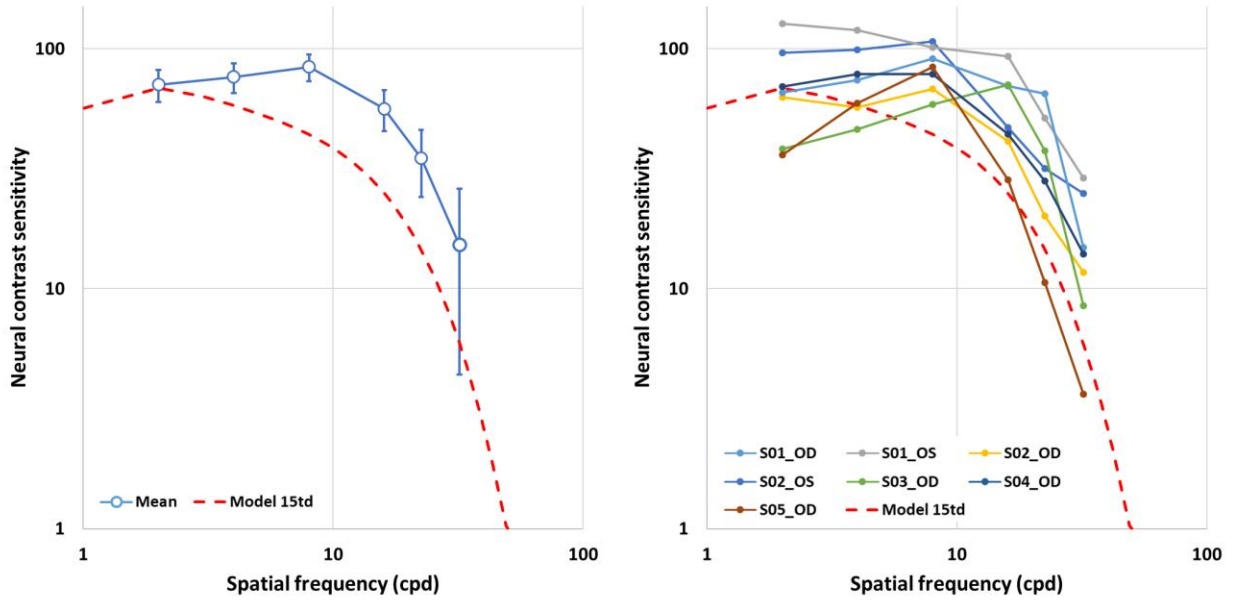 100
10
1
Neural contrast sensitivity
Mean Model 15td
1 10 100
Spatial frequency (cpd)
100
10
1
Neural contrast sensitivity
S01_OD S01_OS S02_OD
S02_OS S03_OD S04_OD
S05_OD Model 15td
1 10 100
Spatial frequency (cpd)